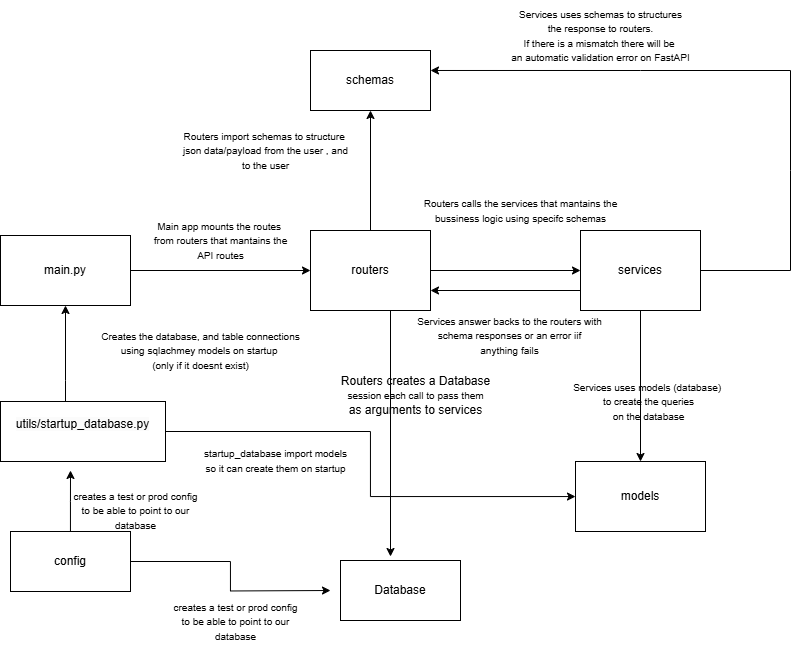 Services uses schemas to structures
the response to routers.
If there is a mismatch there will be
an automatic validation error on FastAPI
schemas
Routers import schemas to structure
json data/payload from the user , and
to the user
Routers calls the services that mantains the
bussiness logic using specifc schemas
Main app mounts the routes
from routers that mantains the
API routes
main.py
routers
services
Services answer backs to the routers with
schema responses or an error iif
anything fails
Creates the database, and table connections
using sqlachmey models on startup
(only if it doesnt exist)
Routers creates a Database
session each call to pass them
as arguments to services
Services uses models (database)
to create the queries
on the database
utils/startup_database.py
startup_database import models
so it can create them on startup
models
creates a test or prod config
to be able to point to our
database
config
Database
creates a test or prod config
to be able to point to our
database